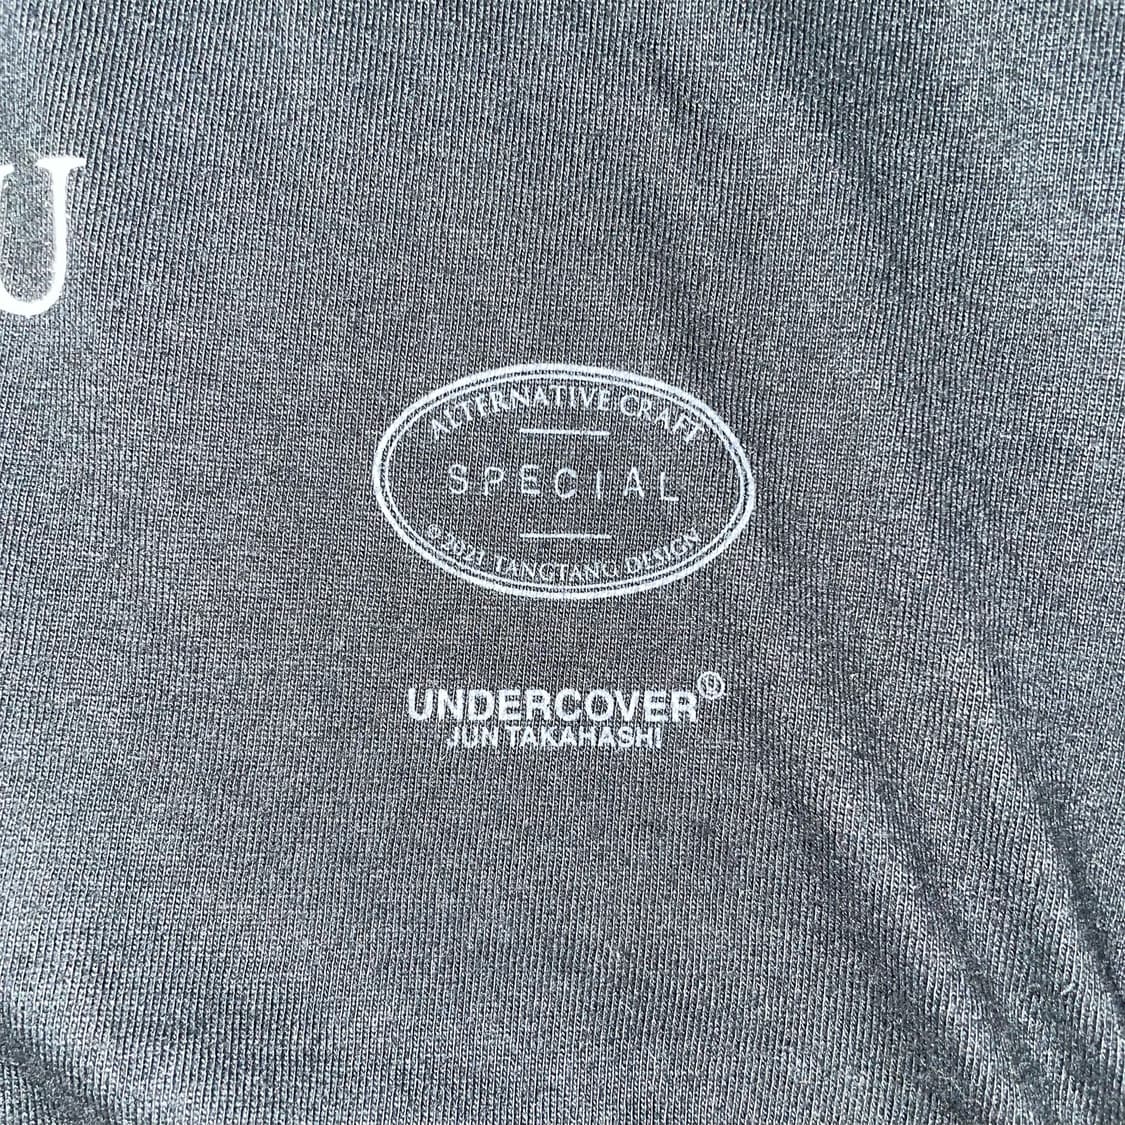 U
ALTERNATIVE CRAFT
SPECIAL
©2021 TANGTANG DESIGN
UNDERCOVER®
JUN TAKAHASHI